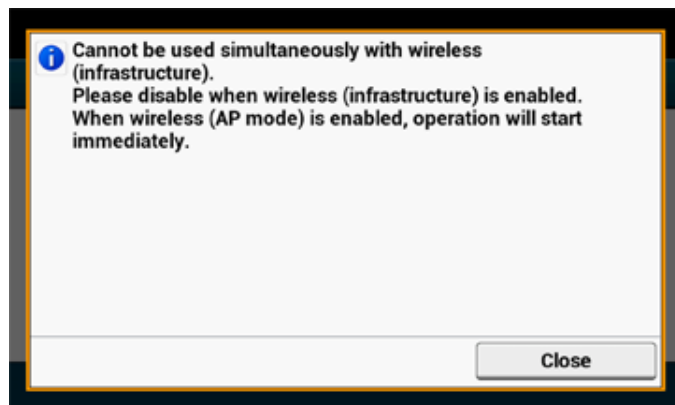 Cannot be used simultaneously with wireless
(infrastructure).
Please disable when wireless (infrastructure) is enabled.
When wireless (AP mode) is enabled, operation will start
immediately.
Close